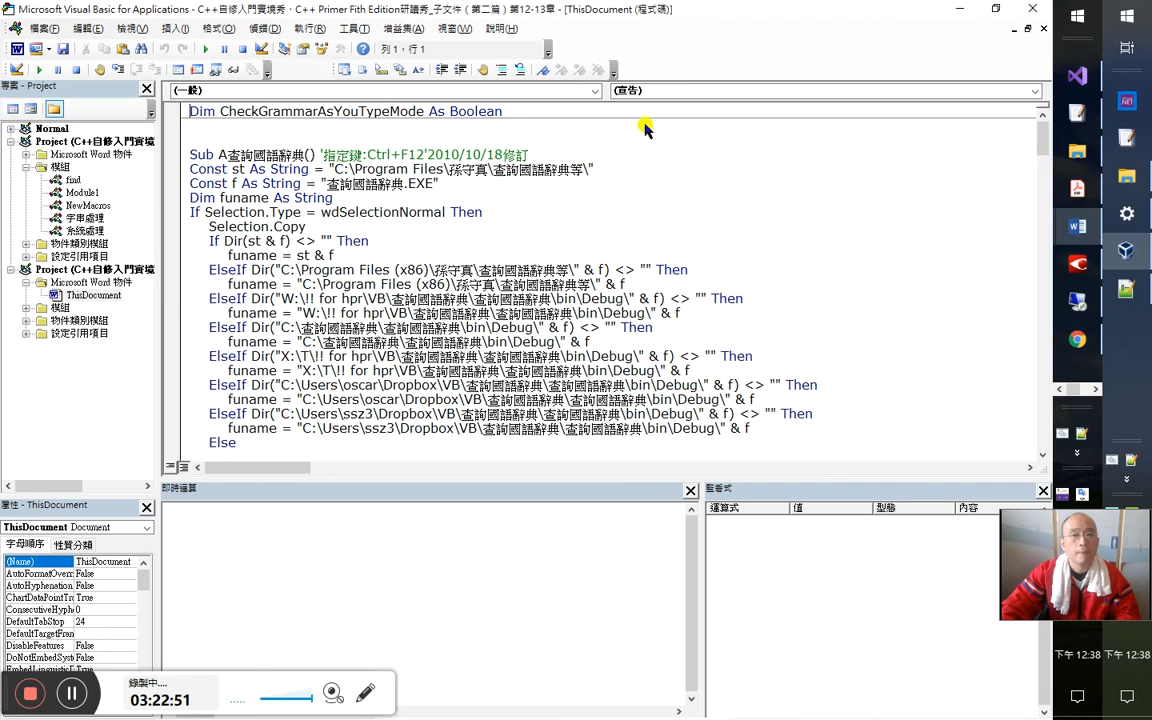 Microsoft Visual Basic for Applications - C++自修入門實境秀、C++ Primer Fith Edition研讀秀_子文件（第二篇）第12-13章 - [ThisDocument (程式碼)]
檔案(F) 編輯(E) 檢視(V) 插入(I) 格式(O) 偵錯(D) 執行(R) 工具(T) 增益集(A) 視窗(W) 說明(H)
列 1，行 1
專案 - Project
Normal
Project (C++自修入門實境
Microsoft Word 物件
模組
find
Module1
NewMacros
字串處理
系統處理
物件類別模組
設定引用項目
Project (C++自修入門實境
Microsoft Word 物件
ThisDocument
模組
物件類別模組
設定引用項目
屬性 - ThisDocument
ThisDocument Document
字母順序 性質分類
(Name) ThisDocument
AutoFormatOver False
AutoHyphenation False
ChartDataPointTr True
ConsecutiveHyph 0
DefaultTabStop 24
DefaultTargetFran
DisableFeatures False
DoNotEmbedSyst False
EmbedLinguistic True
(一般) (宣告)
Dim CheckGrammarAsYouTypeMode As Boolean
Sub A查詢國語辭典() '指定鍵:Ctrl+F12'2010/10/18修訂
Const st As String = "C:\Program Files\孫守真\查詢國語辭典等\"
Const f As String = "查詢國語辭典.EXE"
Dim funame As String
If Selection.Type = wdSelectionNormal Then
Selection.Copy
If Dir(st & f) <> "" Then
funame = st & f
ElseIf Dir("C:\Program Files (x86)\孫守真\查詢國語辭典等\" & f) <> "" Then
funame = "C:\Program Files (x86)\孫守真\查詢國語辭典等\" & f
ElseIf Dir("W:\!! for hpr\VB\查詢國語辭典\查詢國語辭典\bin\Debug\" & f) <> "" Then
funame = "W:\!! for hpr\VB\查詢國語辭典\查詢國語辭典\bin\Debug\" & f
ElseIf Dir("C:\查詢國語辭典\查詢國語辭典\bin\Debug\" & f) <> "" Then
funame = "C:\查詢國語辭典\查詢國語辭典\bin\Debug\" & f
ElseIf Dir("X:\T\!! for hpr\VB\查詢國語辭典\查詢國語辭典\bin\Debug\" & f) <> "" Then
funame = "X:\T\!! for hpr\VB\查詢國語辭典\查詢國語辭典\bin\Debug\" & f
ElseIf Dir("C:\Users\oscar\Dropbox\VB\查詢國語辭典\查詢國語辭典\bin\Debug\" & f) <> "" Then
funame = "C:\Users\oscar\Dropbox\VB\查詢國語辭典\查詢國語辭典\bin\Debug\" & f
ElseIf Dir("C:\Users\ssz3\Dropbox\VB\查詢國語辭典\查詢國語辭典\bin\Debug\" & f) <> "" Then
funame = "C:\Users\ssz3\Dropbox\VB\查詢國語辭典\查詢國語辭典\bin\Debug\" & f
Else
即時運算
監看式
運算式 值 型態 內容
錄製中....
03:22:51
下午 12:38 下午 12:38